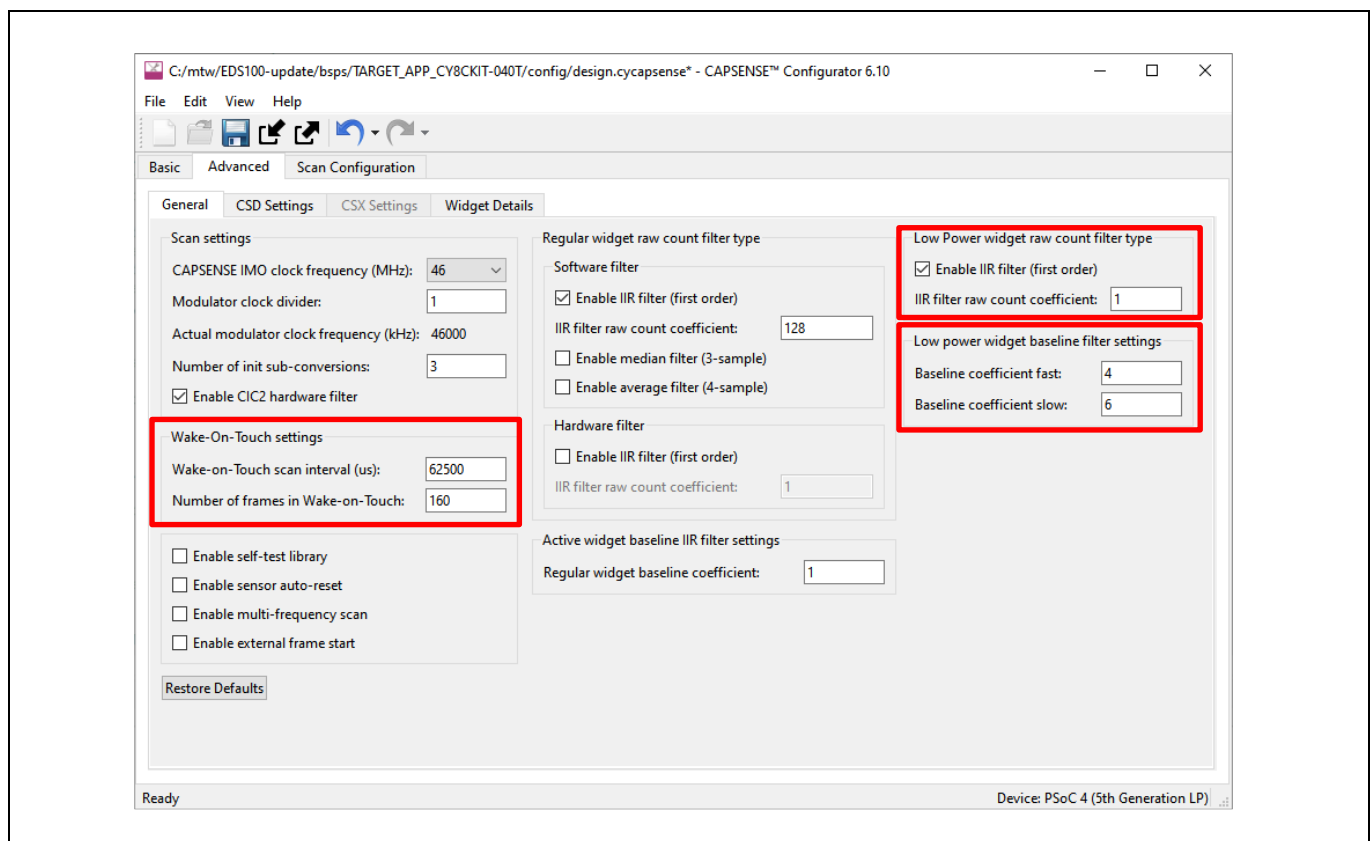 C:/mtw/EDS100-update/bsps/TARGET_APP_CY8CKIT-040T/config/design.cycapsense* - CAPSENSE™ Configurator 6.10
File Edit View Help
Basic Advanced Scan Configuration
General CSD Settings CSX Settings Widget Details
Scan settings
CAPSENSE IMO clock frequency (MHz): 46
Modulator clock divider: 1
Actual modulator clock frequency (kHz): 46000
Number of init sub-conversions: 3
Enable CIC2 hardware filter
Wake-On-Touch settings
Wake-on-Touch scan interval (us): 62500
Number of frames in Wake-on-Touch: 160
Enable self-test library
Enable sensor auto-reset
Enable multi-frequency scan
Enable external frame start
Restore Defaults
Regular widget raw count filter type
Software filter
Enable IIR filter (first order)
IIR filter raw count coefficient: 128
Enable median filter (3-sample)
Enable average filter (4-sample)
Hardware filter
Enable IIR filter (first order)
IIR filter raw count coefficient: 1
Active widget baseline IIR filter settings
Regular widget baseline coefficient: 1
Low Power widget raw count filter type
Enable IIR filter (first order)
IIR filter raw count coefficient: 1
Low power widget baseline filter settings
Baseline coefficient fast: 4
Baseline coefficient slow: 6
Ready
Device: PSoC 4 (5th Generation LP)